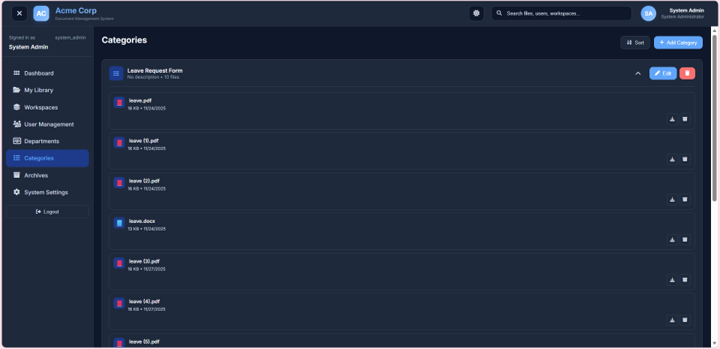 AC
Acme Corp
Document Management System
Search files, users, workspaces...
SA
System Admin
System Administrator
Signed in as
system_admin
System Admin
Dashboard
My Library
Workspaces
User Management
Departments
Categories
Archives
System Settings
Logout
Categories
Sort
+ Add Category
Leave Request Form
No description • 10 files
Edit
leave.pdf
16 KB • 11/24/2025
leave (1).pdf
16 KB • 11/24/2025
leave (2).pdf
16 KB • 11/24/2025
leave.docx
13 KB • 11/24/2025
leave (3).pdf
16 KB • 11/27/2025
leave (4).pdf
16 KB • 11/27/2025
leave (5).pdf